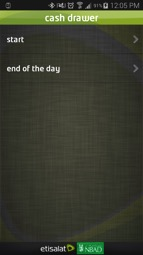 12:05 PM
cash drawer
start
end of the day
etisalat NBAD